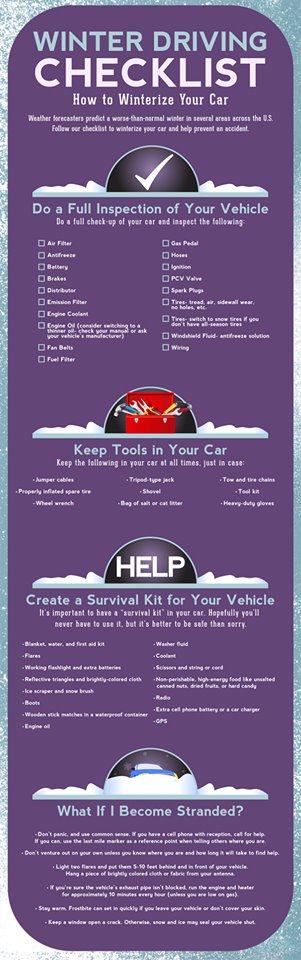 WINTER DRIVING
CHECKLIST
How to Winterize Your Car
Weather forecasters predict a worse-than-normal winter in several areas across the U.S.
Follow our checklist to winterize your car and help prevent an accident.
Do a Full Inspection of Your Vehicle
Do a full check-up of your car and inspect the following:
Air Filter
Antifreeze
Battery
Brakes
Distributor
Emission Filter
Engine Coolant
Engine Oil (consider switching to a
thinner oil- check your manual or ask
your vehicle's manufacturer)
Fan Belts
Fuel Filter
Gas Pedal
Hoses
Ignition
PCV Valve
Spark Plugs
Tires- tread, air, sidewall wear,
no holes, etc.
Tires- switch to snow tires if you
don't have all-season tires
Windshield Fluid- antifreeze solution
Wiring
Keep Tools in Your Car
Keep the following in your car at all times, just in case:
• Jumper cables
• Tripod-type jack
• Tow and tire chains
• Properly inflated spare tire
• Shovel
• Tool kit
• Wheel wrench
• Bag of salt or cat litter
• Heavy-duty gloves
HELP
Create a Survival Kit for Your Vehicle
It's important to have a "survival kit" in your car. Hopefully you'll
never have to use it, but it's better to be safe than sorry.
• Blanket, water, and first aid kit
• Flares
• Working flashlight and extra batteries
• Reflective triangles and brightly-colored cloth
• Ice scraper and snow brush
• Boots
• Wooden stick matches in a waterproof container
• Engine oil
• Washer fluid
• Coolant
• Scissors and string or cord
• Non-perishable, high-energy food like unsalted
canned nuts, dried fruits, or hard candy
• Radio
• Extra cell phone battery or a car charger
• GPS
What If I Become Stranded?
• Don't panic, and use common sense. If you have a cell phone with reception, call for help.
If you can, use the last mile marker as a reference point when telling others where you are.
• Don't venture out on your own unless you know where you are and how long it will take to find help.
• Light two flares and put them 5-10 feet behind and in front of your vehicle.
Hang a piece of brightly colored cloth or fabric from your antenna.
• If you're sure the vehicle's exhaust pipe isn't blocked, run the engine and heater
for approximately 10 minutes every hour (unless you are low on gas).
• Stay warm. Frostbite can set in quickly if you leave your vehicle or don't cover your skin.
• Keep a window open a crack. Otherwise, snow and ice may seal your vehicle shut.